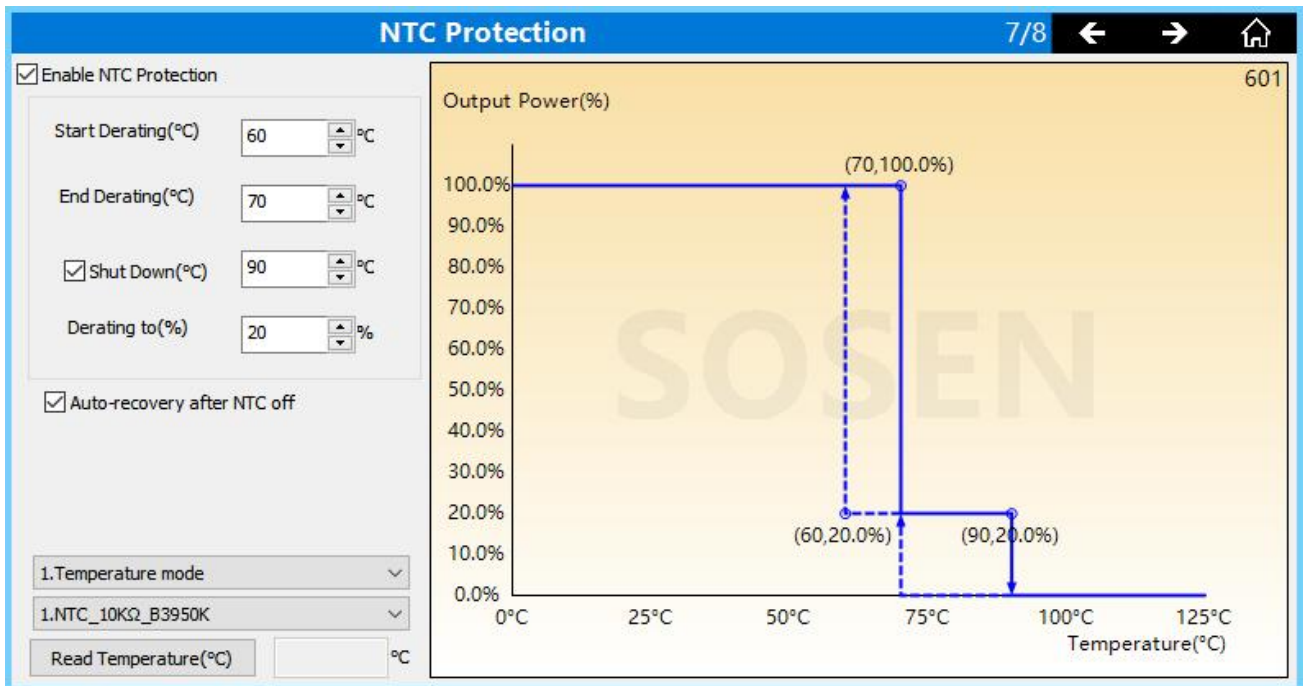 NTC Protection 7/8
Enable NTC Protection
Start Derating(°C) 60 °C
End Derating(°C) 70 °C
Shut Down(°C) 90 °C
Derating to(%) 20 %
Auto-recovery after NTC off
1.Temperature mode
1.NTC_10KΩ_B3950K
Read Temperature(°C) °C
601
Output Power(%)
(70,100.0%)
100.0%
90.0%
80.0%
70.0%
60.0%
50.0%
40.0%
30.0%
20.0%
10.0%
0.0%
SOSEN
(60,20.0%) (90,20.0%)
0°C 25°C 50°C 75°C 100°C 125°C
Temperature(°C)